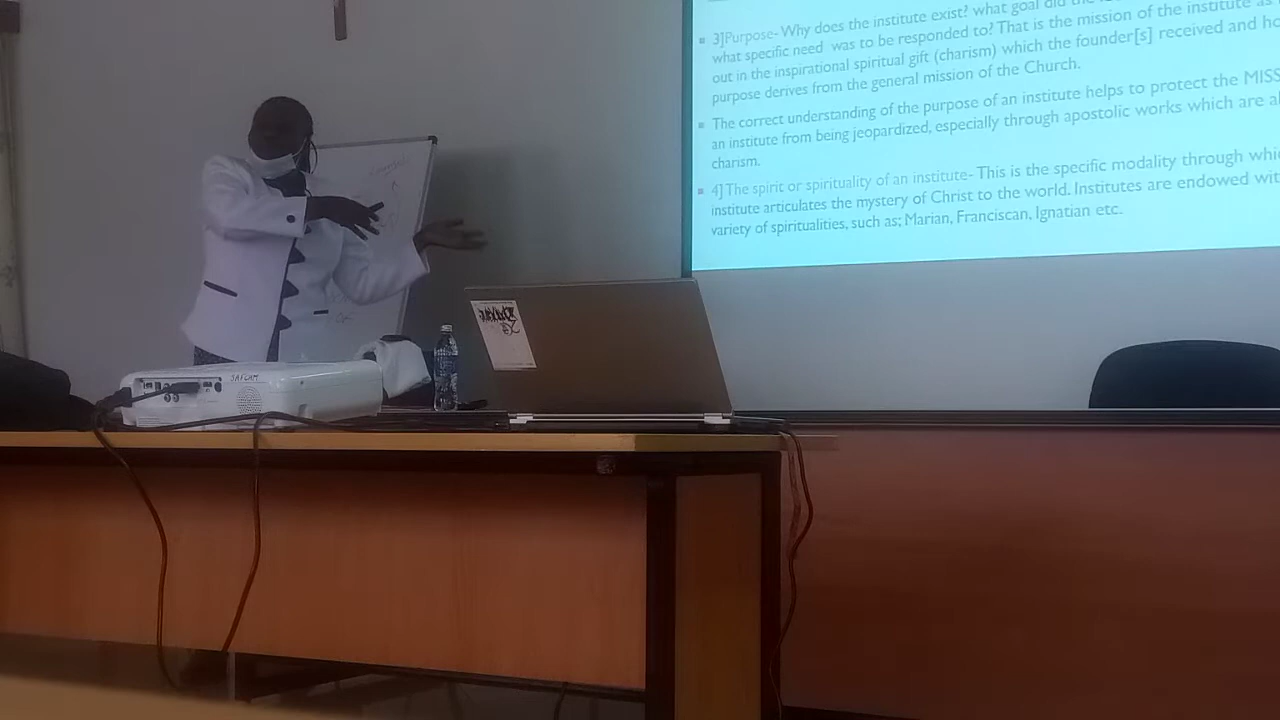 3]Purpose- Why does the institute exist? what goal did the
what specific need was to be responded to? That is the mission of the institute as
out in the inspirational spiritual gift (charism) which the founder[s] received and
purpose derives from the general mission of the Church.
The correct understanding of the purpose of an institute helps to protect the MISS
an institute from being jeopardized, especially through apostolic works which are
charism.
4]The spirit or spirituality of an institute- This is the specific modality through
institute articulates the mystery of Christ to the world. Institutes are endowed
variety of spiritualities, such as; Marian, Franciscan, Ignatian etc.